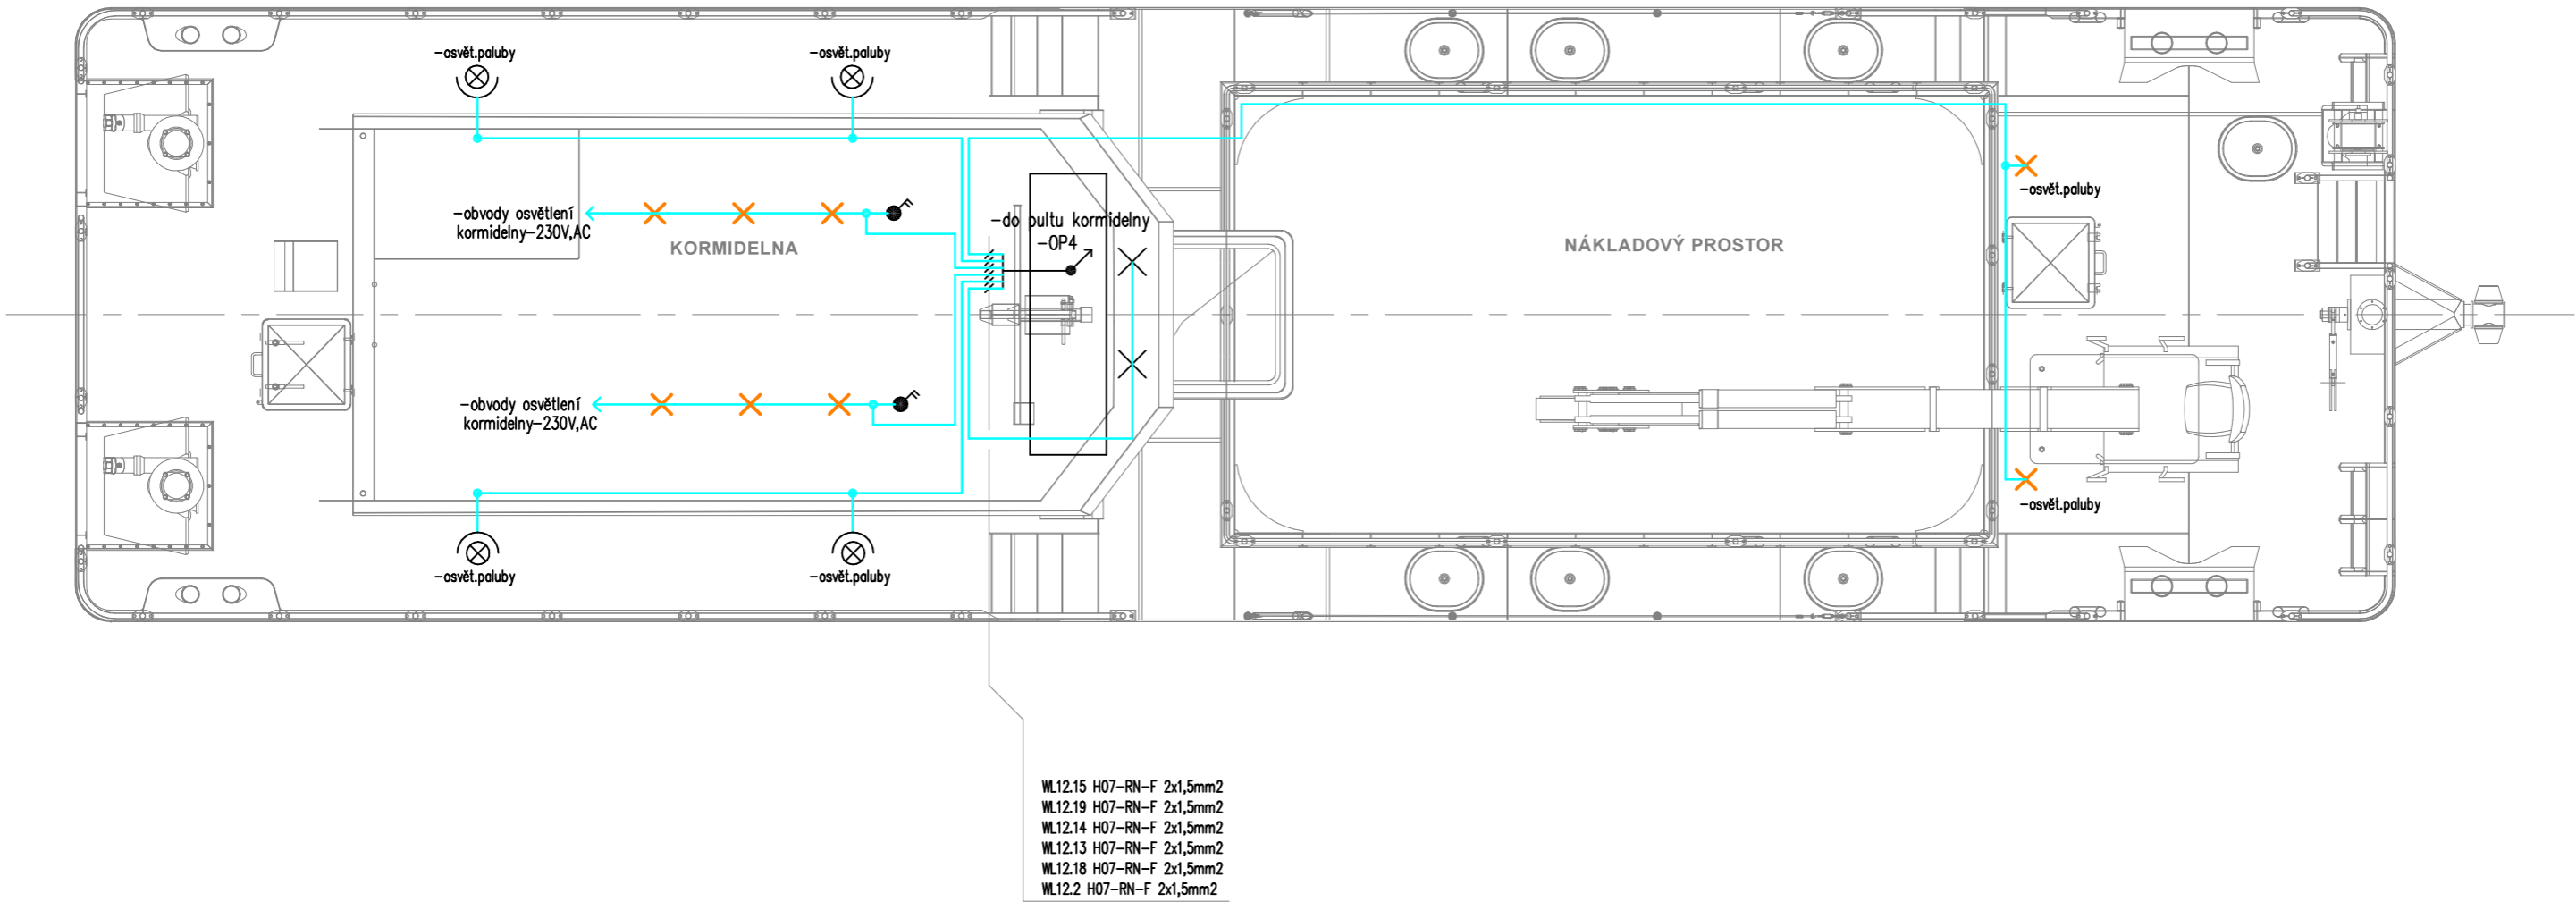 -osvět.paluby
-osvět.paluby
-osvět.paluby
-obvody osvětlení
kormidelny-230V,AC
KORMIDELNA
-do pultu kormidelny
-OP4
NÁKLADOVÝ PROSTOR
-obvody osvětlení
kormidelny-230V,AC
-osvět.paluby
-osvět.paluby
-osvět.paluby
WL12.15 H07-RN-F 2x1,5mm2
WL12.19 H07-RN-F 2x1,5mm2
WL12.14 H07-RN-F 2x1,5mm2
WL12.13 H07-RN-F 2x1,5mm2
WL12.18 H07-RN-F 2x1,5mm2
WL12.2 H07-RN-F 2x1,5mm2